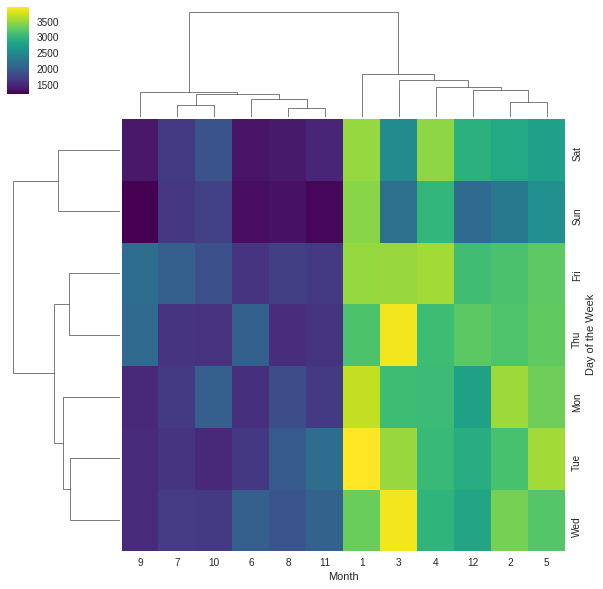 3500
3000
2500
2000
1500
Sat
Sun
Fri
Thu
Mon
Tue
Wed
Day of the Week
9 7 10 6 8 11 1 3 4 12 2 5
Month